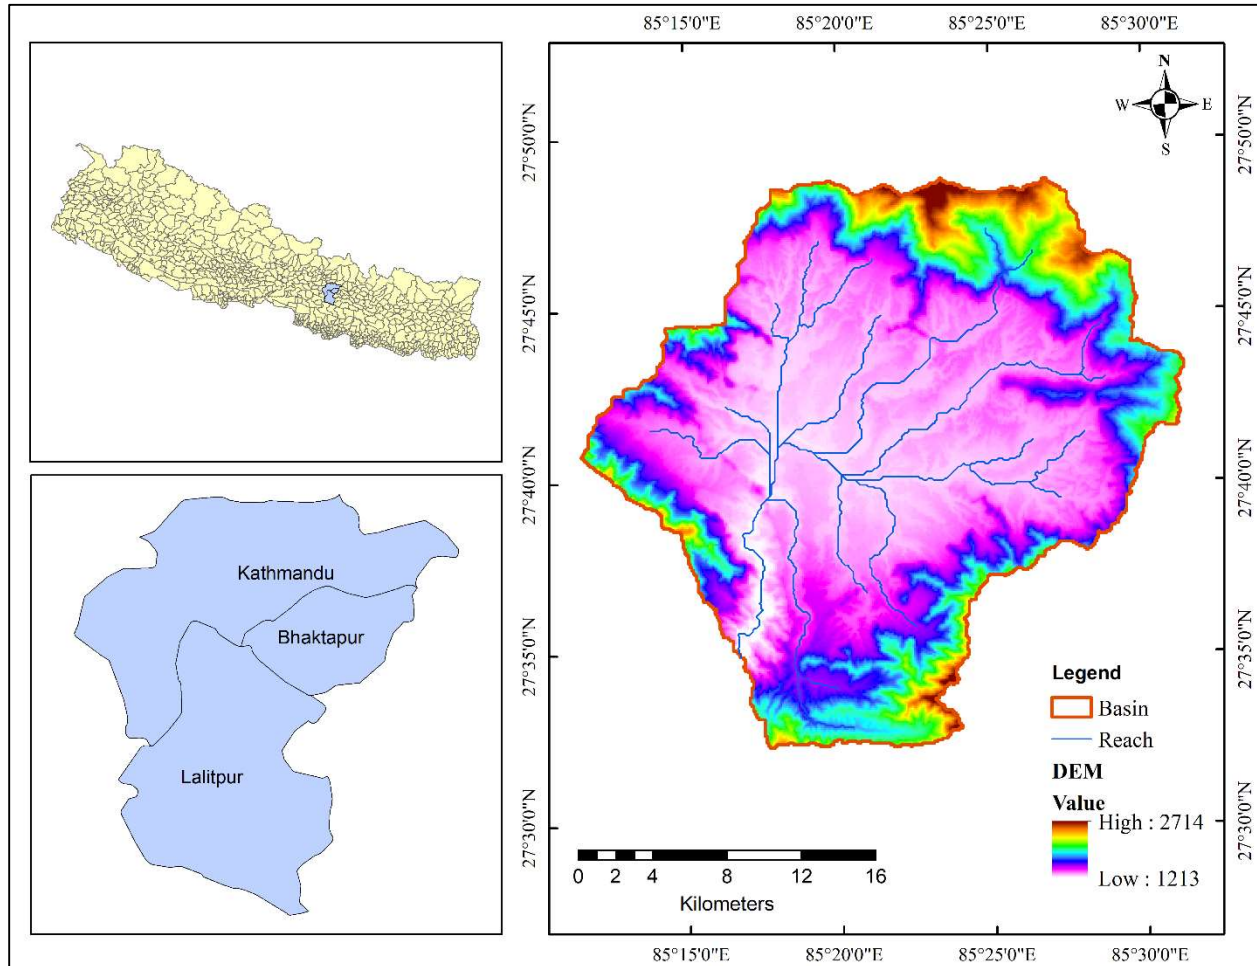 85°15'0"E
85°20'0"E
85°25'0"E
85°30'0"E
N
W
E
S
27°50'0"N
27°50'0"N
27°45'0"N
27°45'0"N
27°40'0"N
27°40'0"N
27°35'0"N
27°35'0"N
27°30'0"N
27°30'0"N
Kathmandu
Bhaktapur
Lalitpur
Legend
Basin
Reach
DEM
Value
High : 2714
Low : 1213
0 2 4 8 12 16
Kilometers
85°15'0"E
85°20'0"E
85°25'0"E
85°30'0"E